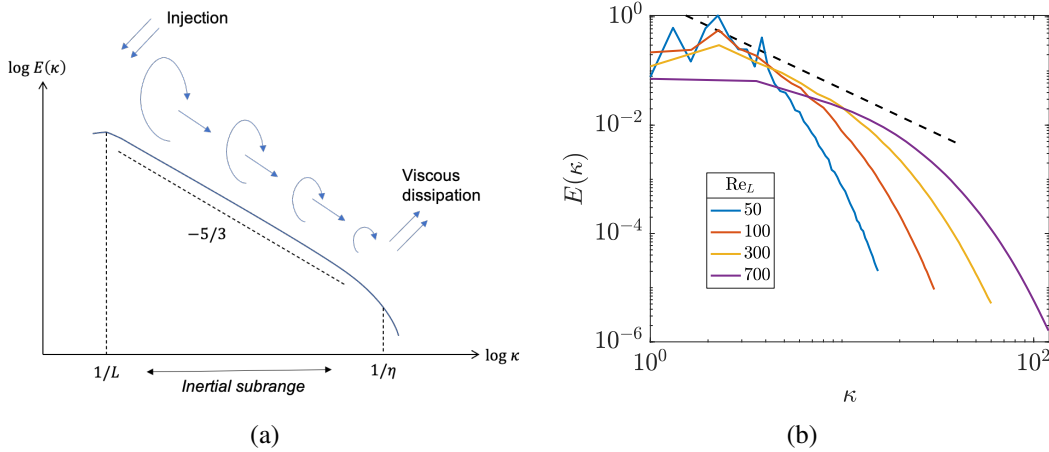 Injection
log E(κ)
Viscous
dissipation
−5/3
1/L
1/η
log κ
Inertial subrange
(a)
10^0
10^-2
10^-4
10^-6
E(κ)
Re_L
50
100
300
700
10^0
10^2
κ
(b)